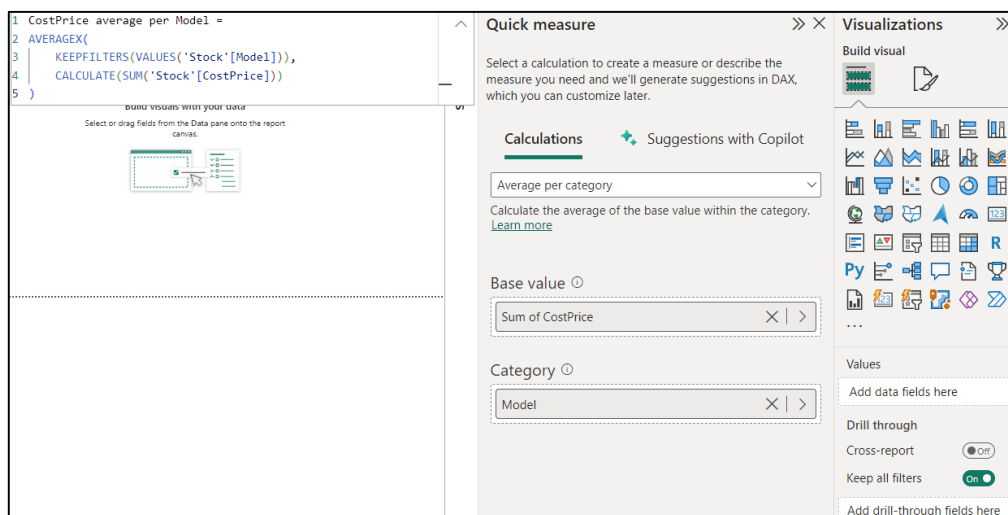 1 CostPrice average per Model =
2 AVERAGEX(
3 KEEPFILTERS(VALUES('Stock'[Model])),
4 CALCULATE(SUM('Stock'[CostPrice]))
5 )
Build visuals with your data
Select or drag fields from the Data pane onto the report
canvas.
Quick measure
Select a calculation to create a measure or describe the
measure you need and we'll generate suggestions in DAX,
which you can customize later.
Calculations
Suggestions with Copilot
Average per category
Calculate the average of the base value within the category.
Learn more
Base value
Sum of CostPrice
Category
Model
Visualizations
Build visual
123
R
Py
123
...
Values
Add data fields here
Drill through
Cross-report
Off
Keep all filters
On
Add drill-through fields here